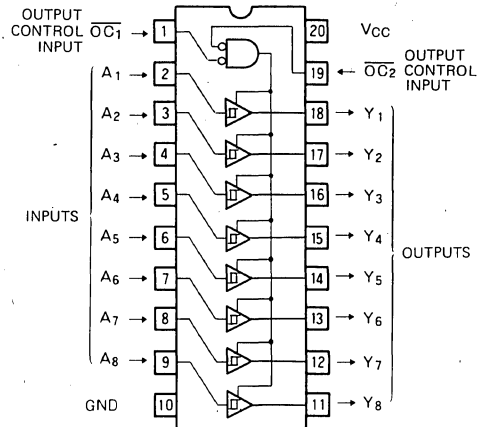 OUTPUT
CONTROL
INPUT
OC1 1
20 VCC
19 OC2
OUTPUT
CONTROL
INPUT
INPUTS
A1 2
18 Y1
A2 3
17 Y2
A3 4
16 Y3
A4 5
15 Y4
A5 6
14 Y5
A6 7
13 Y6
A7 8
12 Y7
A8 9
11 Y8
OUTPUTS
GND 10